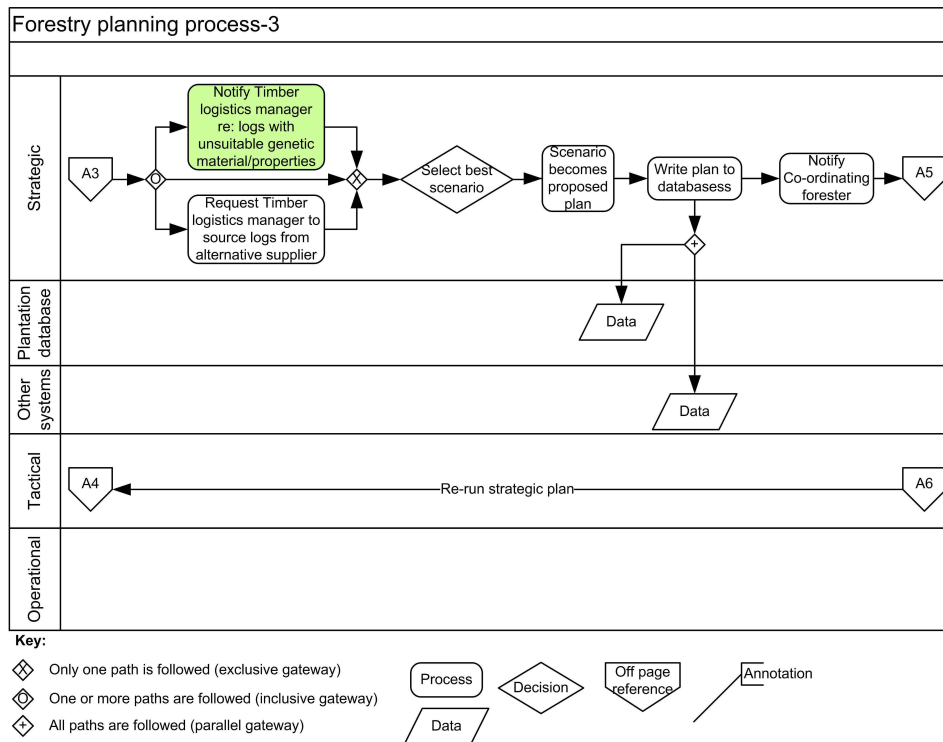 Forestry planning process-3
Strategic
A3
O
Notify Timber
logistics manager
re: logs with
unsuitable genetic
material/properties
Request Timber
logistics manager to
source logs from
alternative supplier
X
Select best
scenario
Scenario
becomes
proposed
plan
Write plan to
databasess
Notify
Co-ordinating
forester
A5
+
Plantation
database
Data
Other
systems
Data
Tactical
A4
Re-run strategic plan
A6
Operational
Key:
X
Only one path is followed (exclusive gateway)
O
One or more paths are followed (inclusive gateway)
+
All paths are followed (parallel gateway)
Process
Data
Decision
Off page
reference
Annotation